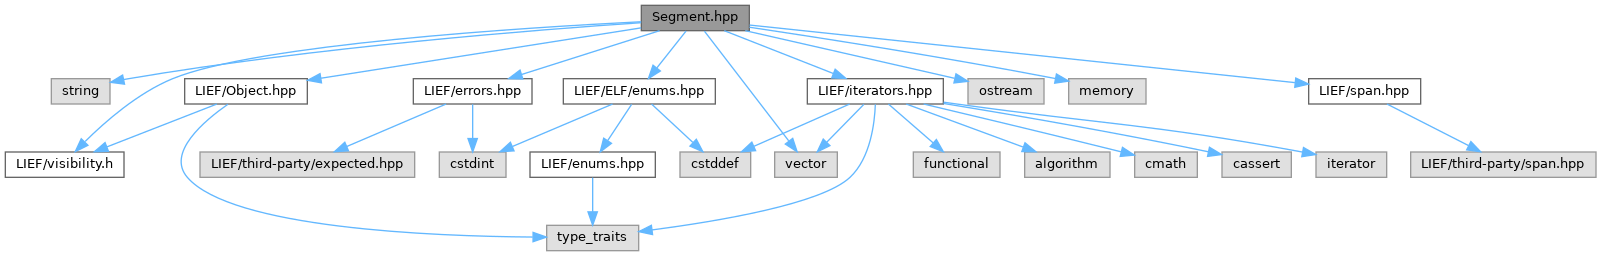 Segment.hpp
string
LIEF/Object.hpp
LIEF/errors.hpp
LIEF/ELF/enums.hpp
LIEF/iterators.hpp
ostream
memory
LIEF/span.hpp
LIEF/visibility.h
LIEF/third-party/expected.hpp
cstdint
LIEF/enums.hpp
cstddef
vector
functional
algorithm
cmath
cassert
iterator
LIEF/third-party/span.hpp
type_traits